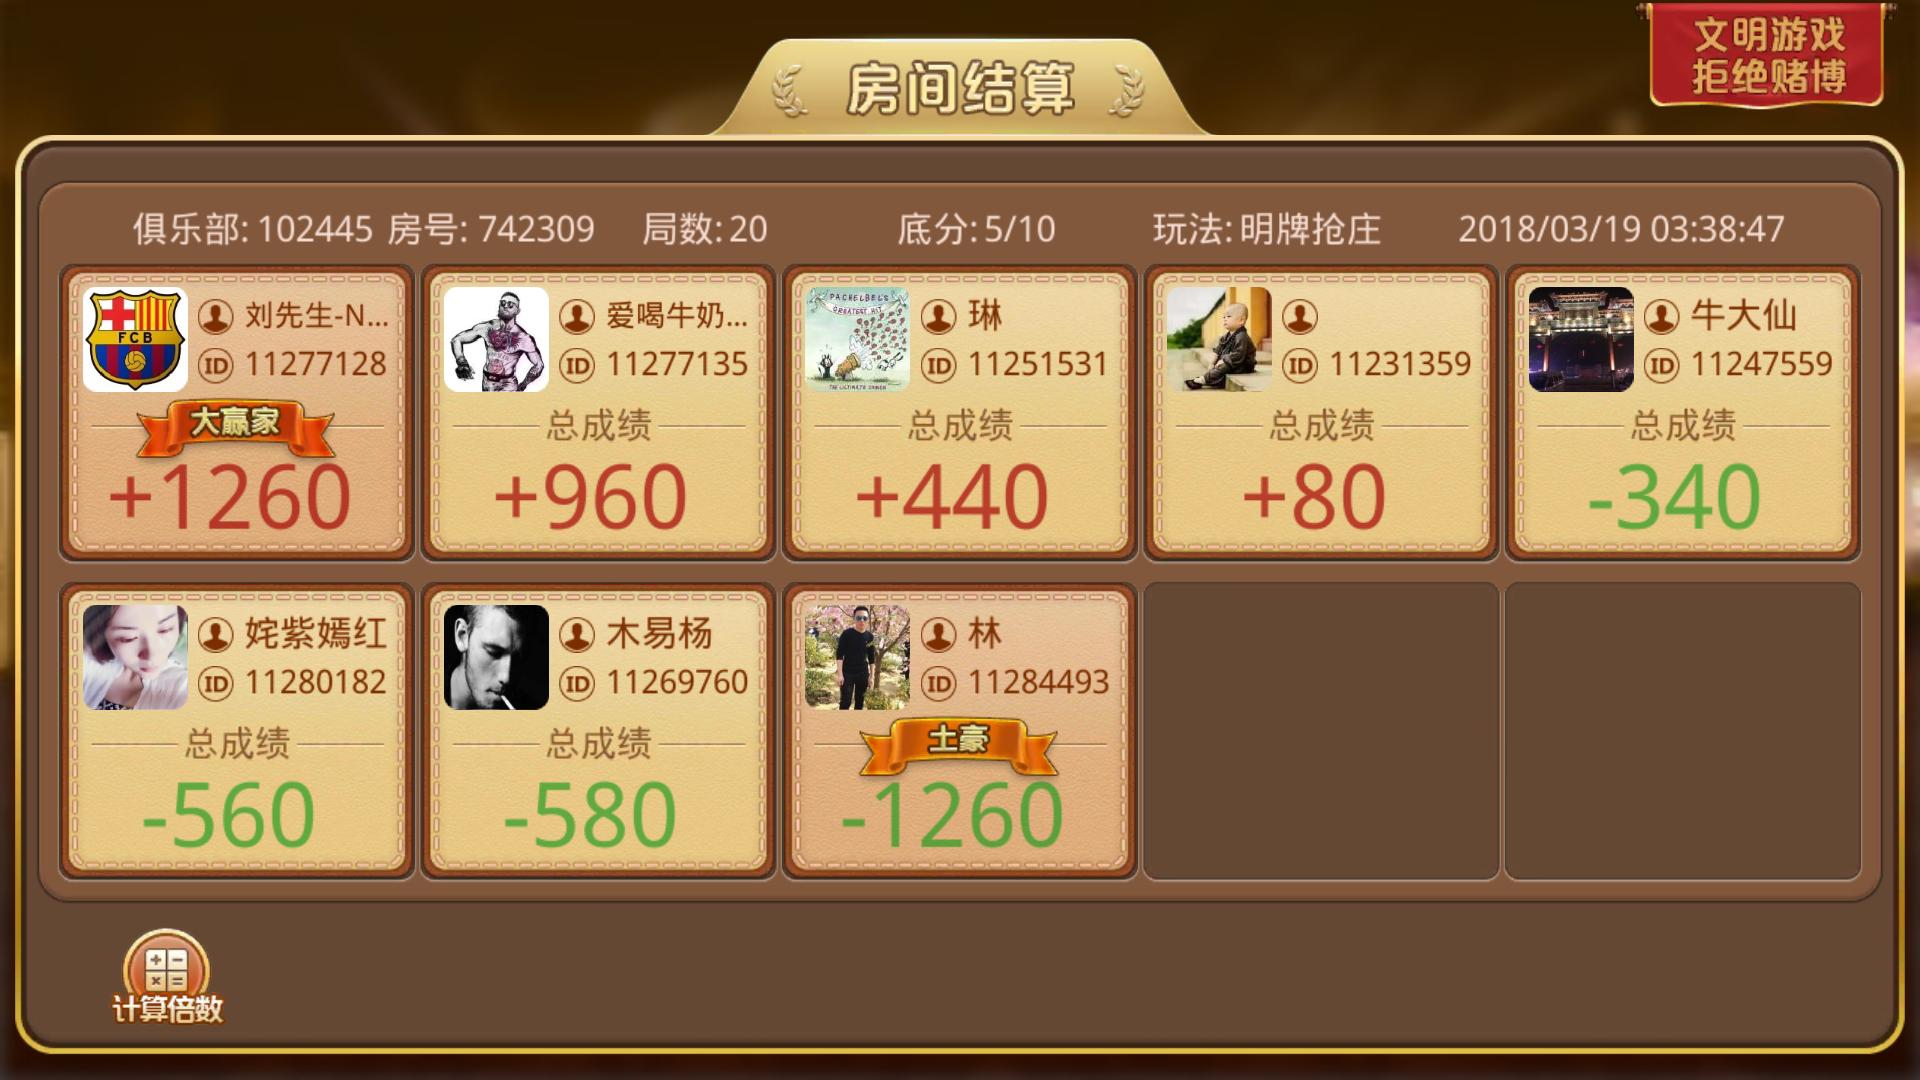 文明游戏
拒绝赌博
房间结算
俱乐部: 102445 房号: 742309 局数: 20 底分: 5/10 玩法: 明牌抢庄 2018/03/19 03:38:47
刘先生-N...
ID 11277128
大赢家
+1260
FCB
爱喝牛奶...
ID 11277135
总成绩
+960
琳
ID 11251531
总成绩
+440
PACHELBEL'S
GREATEST HIT
ID 11231359
总成绩
+80
牛大仙
ID 11247559
总成绩
-340
姹紫嫣红
ID 11280182
总成绩
-560
木易杨
ID 11269760
总成绩
-580
林
ID 11284493
土豪
-1260
计算倍数